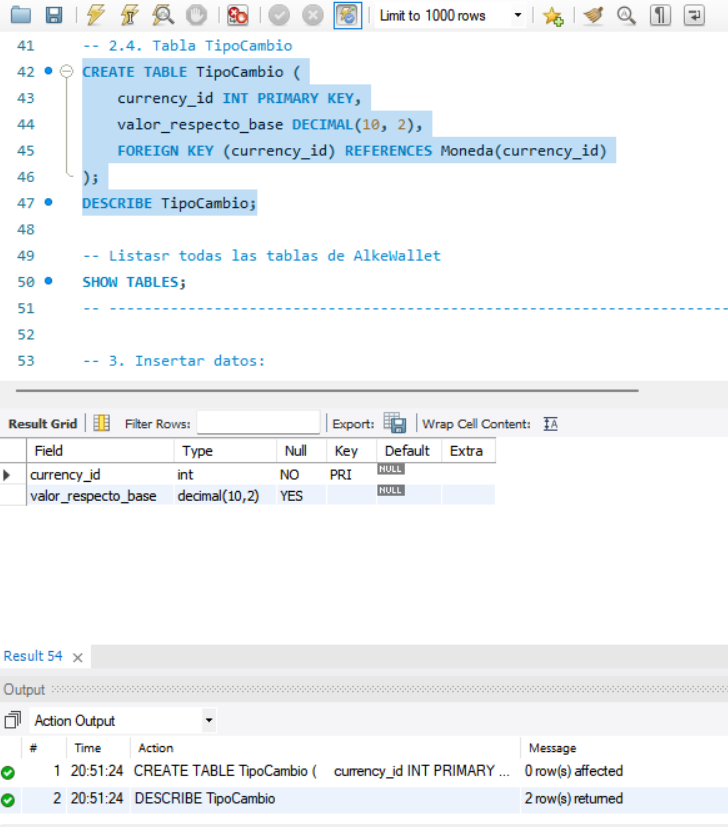 Limit to 1000 rows
41 -- 2.4. Tabla TipoCambio
42 CREATE TABLE TipoCambio (
43 currency_id INT PRIMARY KEY,
44 valor_respecto_base DECIMAL(10, 2),
45 FOREIGN KEY (currency_id) REFERENCES Moneda(currency_id)
46 );
47 DESCRIBE TipoCambio;
48
49 -- Listasr todas las tablas de AlkeWallet
50 SHOW TABLES;
51 -- -----------------------------------------------------------------------
52
53 -- 3. Insertar datos:
Result Grid Filter Rows: Export: Wrap Cell Content: IA
Field Type Null Key Default Extra
currency_id int NO PRI NULL
valor_respecto_base decimal(10,2) YES NULL
Result 54
Output
Action Output
# Time Action Message
1 20:51:24 CREATE TABLE TipoCambio ( currency_id INT PRIMARY ... 0 row(s) affected
2 20:51:24 DESCRIBE TipoCambio 2 row(s) returned